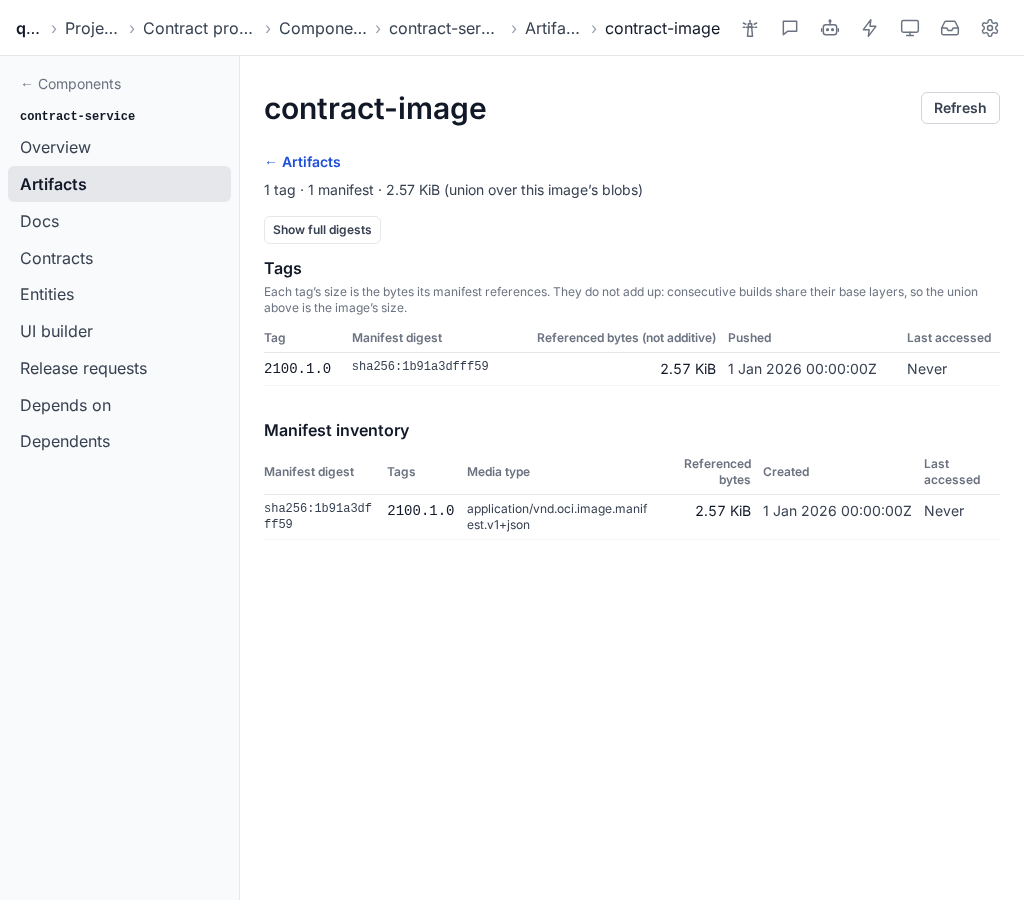 q... › Proje... › Contract pro... › Compone... › contract-ser... › Artifa... › contract-image
← Components
contract-service
Overview
Artifacts
Docs
Contracts
Entities
UI builder
Release requests
Depends on
Dependents
contract-image
Refresh
← Artifacts
1 tag · 1 manifest · 2.57 KiB (union over this image’s blobs)
Show full digests
Tags
Each tag’s size is the bytes its manifest references. They do not add up: consecutive builds share their base layers, so the union
above is the image’s size.
Tag Manifest digest Referenced bytes (not additive) Pushed Last accessed
2100.1.0 sha256:1b91a3dfff59 2.57 KiB 1 Jan 2026 00:00:00Z Never
Manifest inventory
Manifest digest Tags Media type Referenced bytes Created Last accessed
sha256:1b91a3df 2100.1.0 application/vnd.oci.image.manif 2.57 KiB 1 Jan 2026 00:00:00Z Never
ff59 est.v1+json